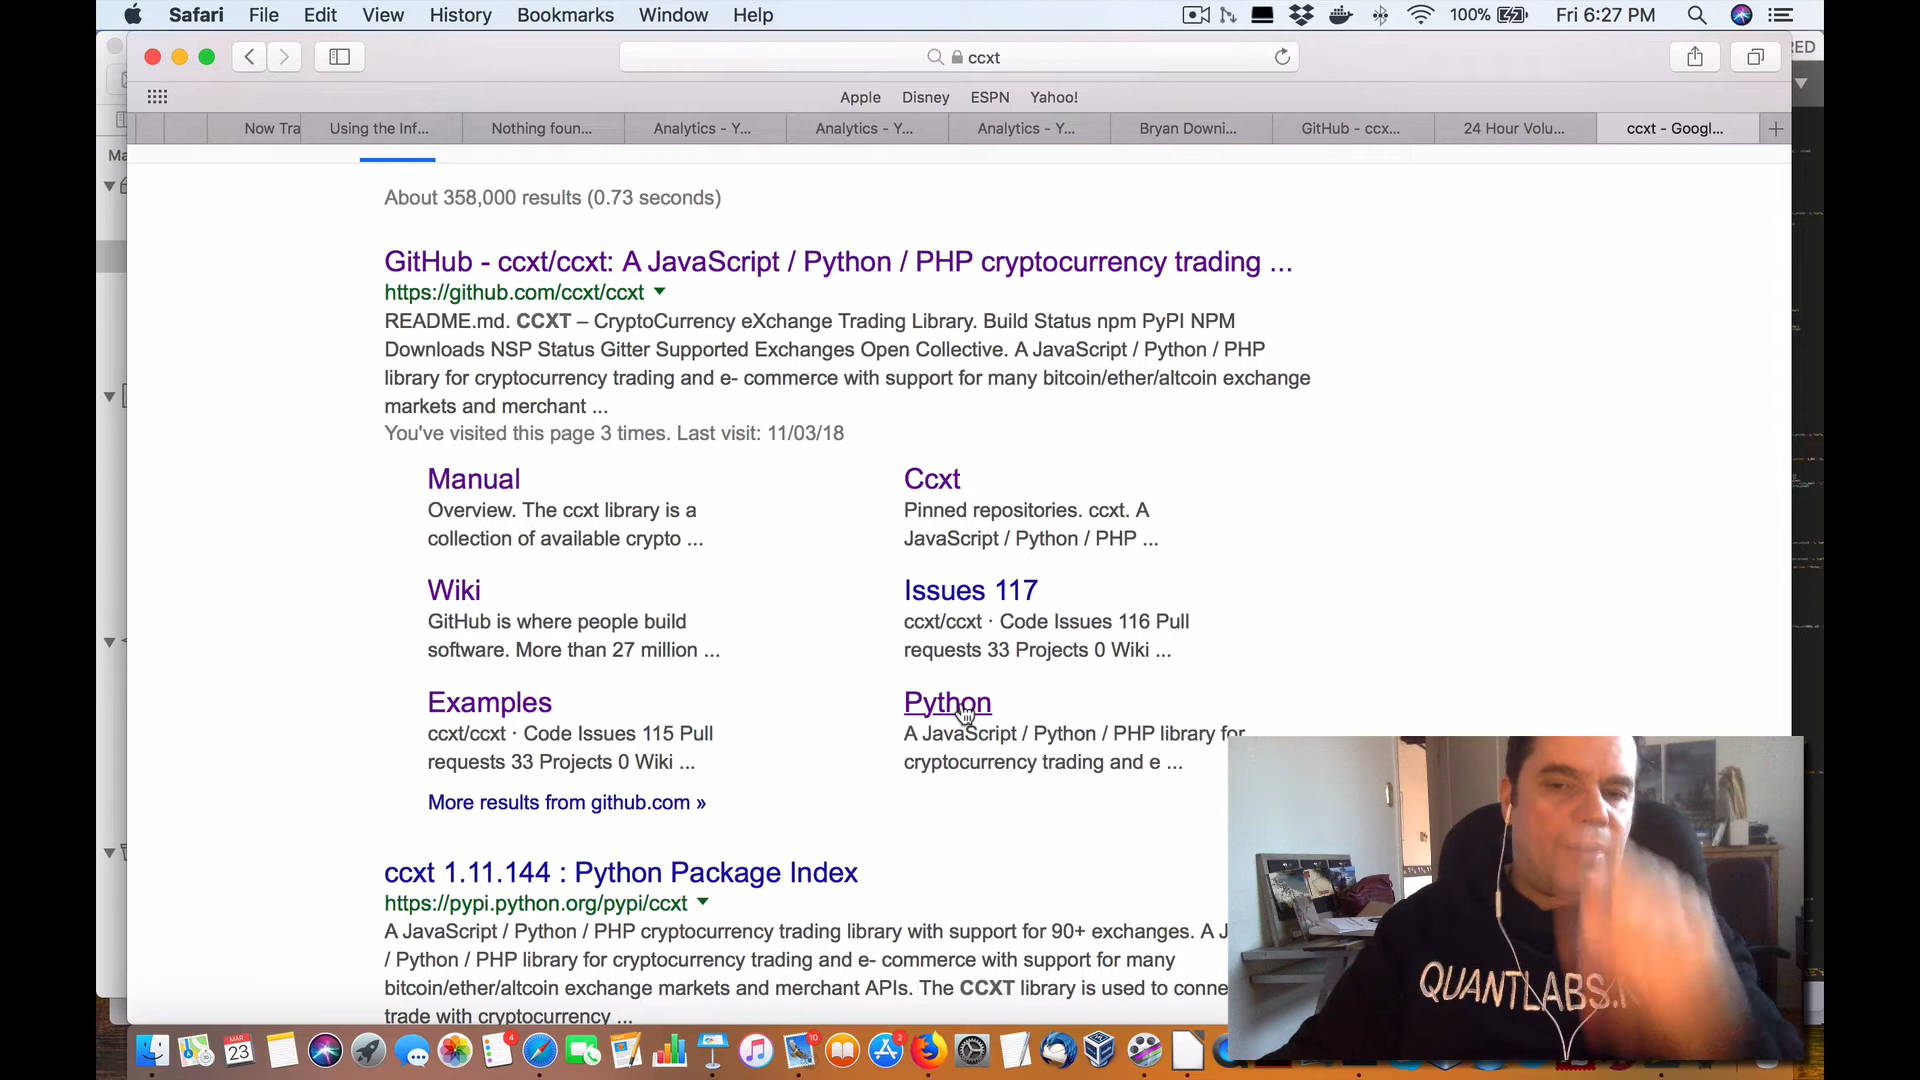 Safari File Edit View History Bookmarks Window Help 100% Fri 6:27 PM
RED
ccxt
Apple Disney ESPN Yahoo!
Now Tra Using the Inf... Nothing foun... Analytics - Y... Analytics - Y... Analytics - Y... Bryan Downi... GitHub - ccx... 24 Hour Volu... ccxt - Googl...
Ma
About 358,000 results (0.73 seconds)
GitHub - ccxt/ccxt: A JavaScript / Python / PHP cryptocurrency trading ...
https://github.com/ccxt/ccxt
README.md. CCXT – CryptoCurrency eXchange Trading Library. Build Status npm PyPI NPM
Downloads NSP Status Gitter Supported Exchanges Open Collective. A JavaScript / Python / PHP
library for cryptocurrency trading and e- commerce with support for many bitcoin/ether/altcoin exchange
markets and merchant ...
You've visited this page 3 times. Last visit: 11/03/18
Manual
Overview. The ccxt library is a
collection of available crypto ...
Ccxt
Pinned repositories. ccxt. A
JavaScript / Python / PHP ...
Wiki
GitHub is where people build
software. More than 27 million ...
Issues 117
ccxt/ccxt · Code Issues 116 Pull
requests 33 Projects 0 Wiki ...
Examples
ccxt/ccxt · Code Issues 115 Pull
requests 33 Projects 0 Wiki ...
Python
A JavaScript / Python / PHP library for
cryptocurrency trading and e ...
More results from github.com »
ccxt 1.11.144 : Python Package Index
https://pypi.python.org/pypi/ccxt
A JavaScript / Python / PHP cryptocurrency trading library with support for 90+ exchanges. A J
/ Python / PHP library for cryptocurrency trading and e- commerce with support for many
bitcoin/ether/altcoin exchange markets and merchant APIs. The CCXT library is used to conne
trade with cryptocurrency ...
QUANTLABS.
MAR
23
4
10
2